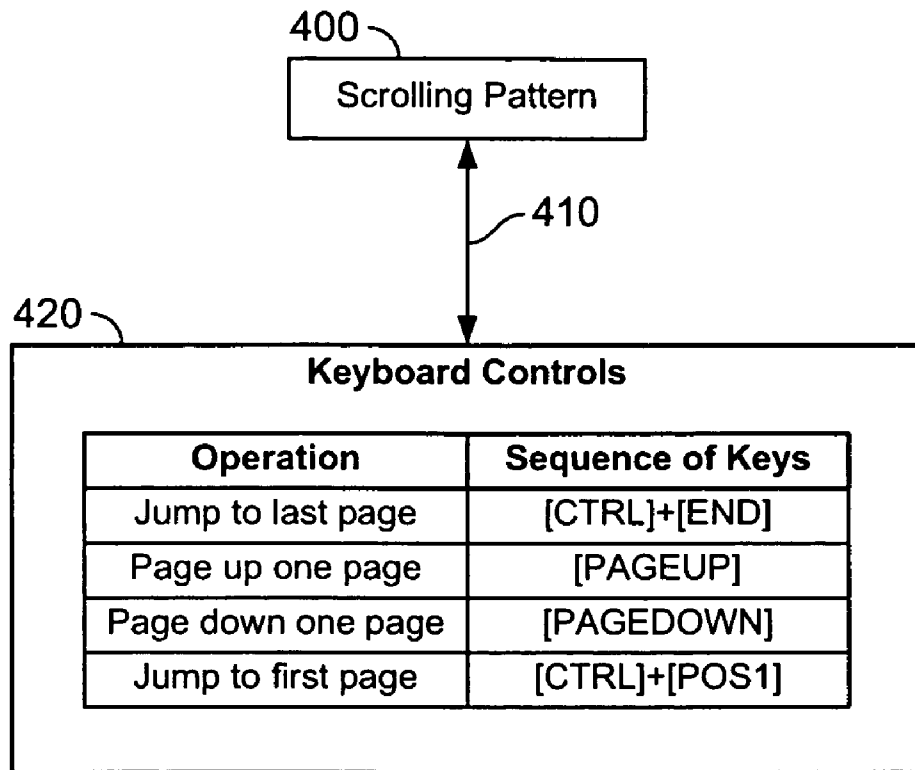 400
Scrolling Pattern
410
420
Keyboard Controls
Operation Sequence of Keys
Jump to last page [CTRL]+[END]
Page up one page [PAGEUP]
Page down one page [PAGEDOWN]
Jump to first page [CTRL]+[POS1]